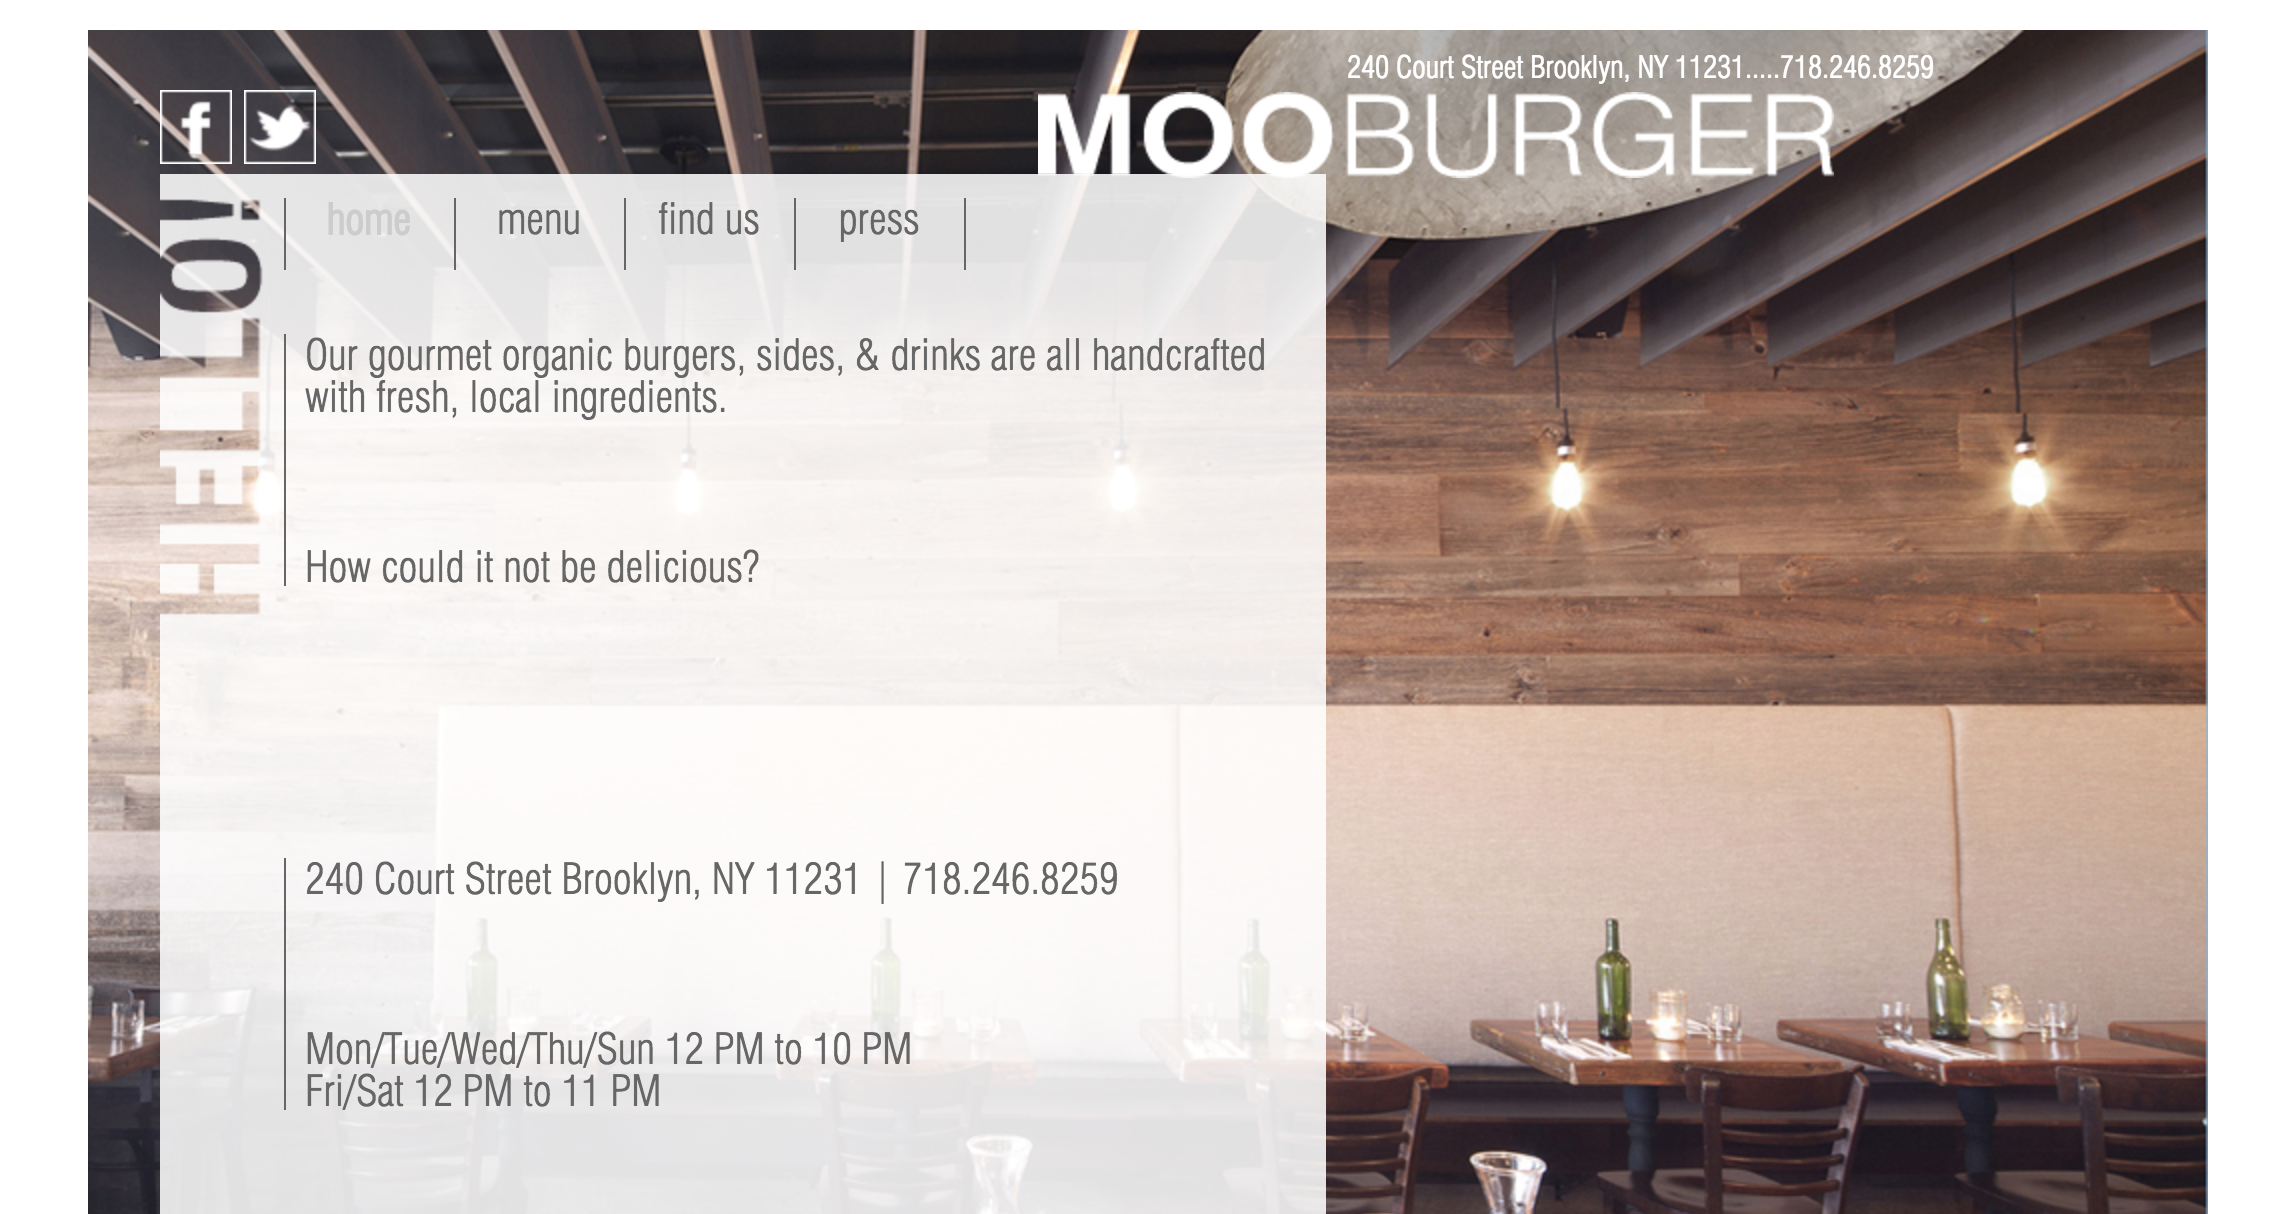 240 Court Street Brooklyn, NY 11231.....718.246.8259
f
MOOBURGER
HELLO!
home
menu
find us
press
Our gourmet organic burgers, sides, & drinks are all handcrafted
with fresh, local ingredients.
How could it not be delicious?
240 Court Street Brooklyn, NY 11231 | 718.246.8259
Mon/Tue/Wed/Thu/Sun 12 PM to 10 PM
Fri/Sat 12 PM to 11 PM